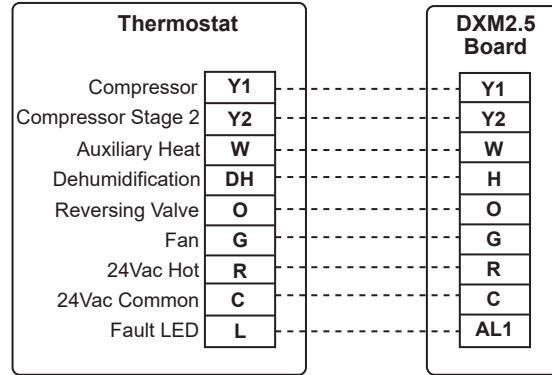 Thermostat
DXM2.5
Board
Compressor Y1 Y1
Compressor Stage 2 Y2 Y2
Auxiliary Heat W W
Dehumidification DH H
Reversing Valve O O
Fan G G
24Vac Hot R R
24Vac Common C C
Fault LED L AL1